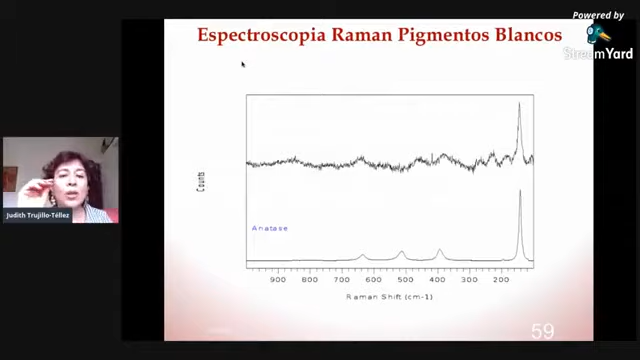 Powered by
StreamYard
Espectroscopia Raman Pigmentos Blancos
Counts
Anatase
900 800 700 600 500 400 300 200
Raman Shift (cm-1)
Judith Trujillo-Téllez
59